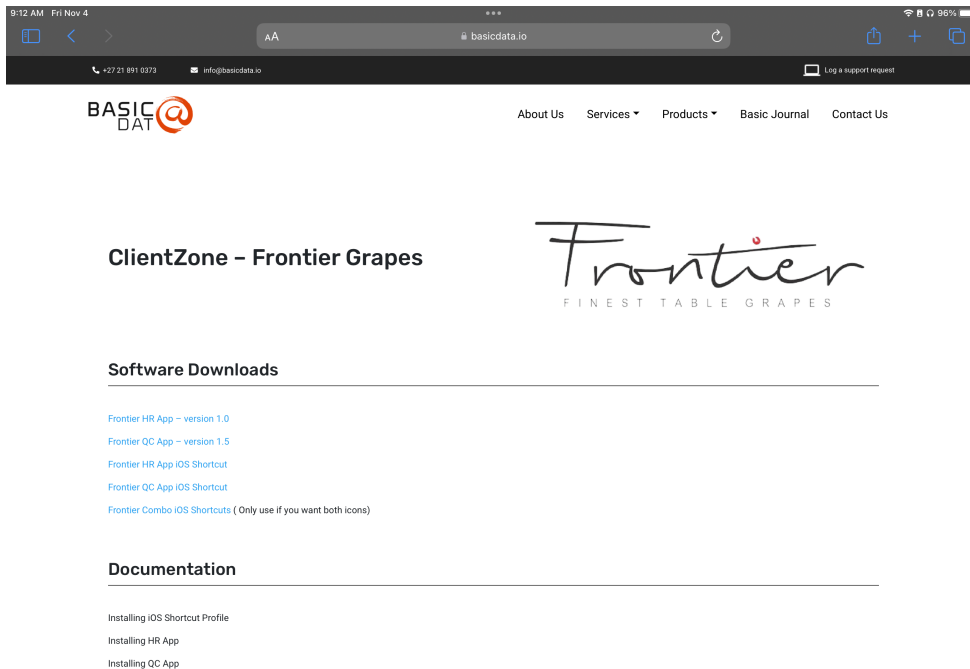 9:12 AM Fri Nov 4
96%
AA
basicdata.io
+27 21 891 0373
info@basicdata.io
Log a support request
BASIC
DAT@
About Us
Services
Products
Basic Journal
Contact Us
ClientZone – Frontier Grapes
Frontier
FINEST TABLE GRAPES
Software Downloads
Frontier HR App – version 1.0
Frontier QC App – version 1.5
Frontier HR App iOS Shortcut
Frontier QC App iOS Shortcut
Frontier Combo iOS Shortcuts ( Only use if you want both icons)
Documentation
Installing iOS Shortcut Profile
Installing HR App
Installing QC App